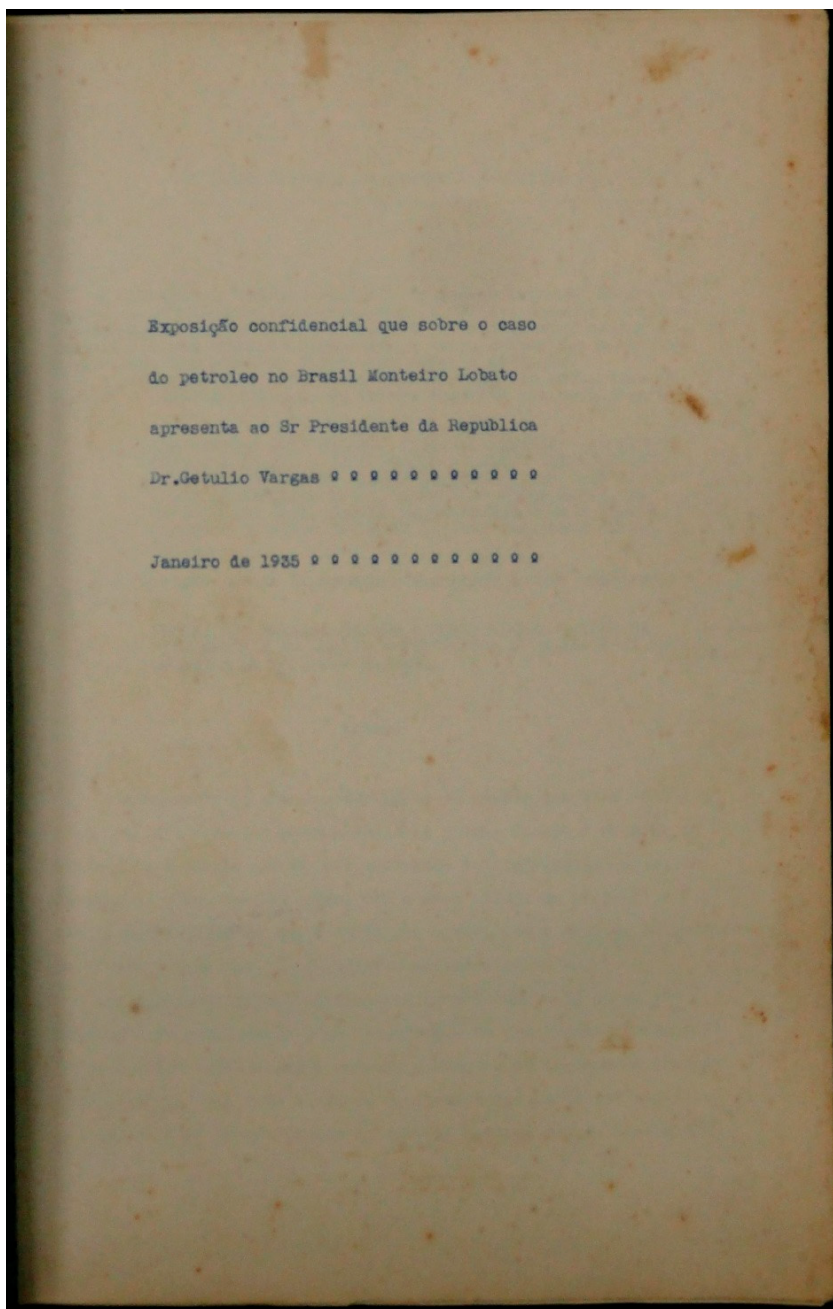 Exposição confidencial que sobre o caso
do petroleo no Brasil Monteiro Lobato
apresenta ao Sr Presidente da Republica
Dr.Getulio Vargas º º º º º º º º º º º
Janeiro de 1935 º º º º º º º º º º º º